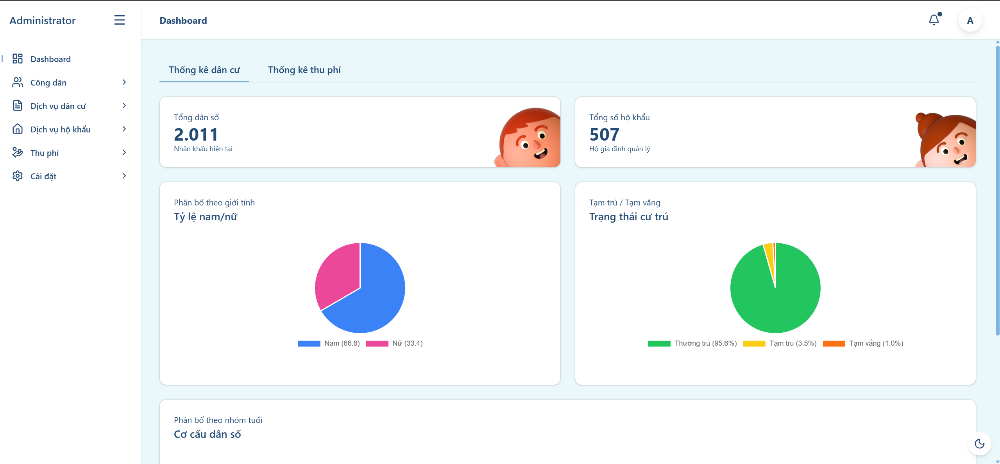 Administrator
Dashboard
A
Dashboard
Công dân
Dịch vụ dân cư
Dịch vụ hộ khẩu
Thu phí
Cài đặt
Thống kê dân cư
Thống kê thu phí
Tổng dân số
2.011
Nhân khẩu hiện tại
Tổng số hộ khẩu
507
Hộ gia đình quản lý
Phân bố theo giới tính
Tỷ lệ nam/nữ
Nam (66.6)
Nữ (33.4)
Tạm trú / Tạm vắng
Trạng thái cư trú
Thường trú (95.6%)
Tạm trú (3.5%)
Tạm vắng (1.0%)
Phân bố theo nhóm tuổi
Cơ cấu dân số